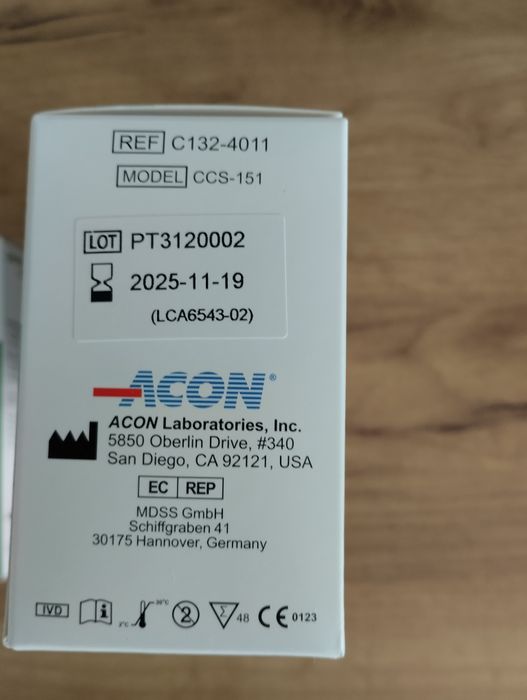 REF C132-4011
MODEL CCS-151
LOT PT3120002
2025-11-19
(LCA6543-02)
ACON®
ACON Laboratories, Inc.
5850 Oberlin Drive, #340
San Diego, CA 92121, USA
EC REP
MDSS GmbH
Schiffgraben 41
30175 Hannover, Germany
IVD i 2°C 30°C 2 Σ 48 CE 0123